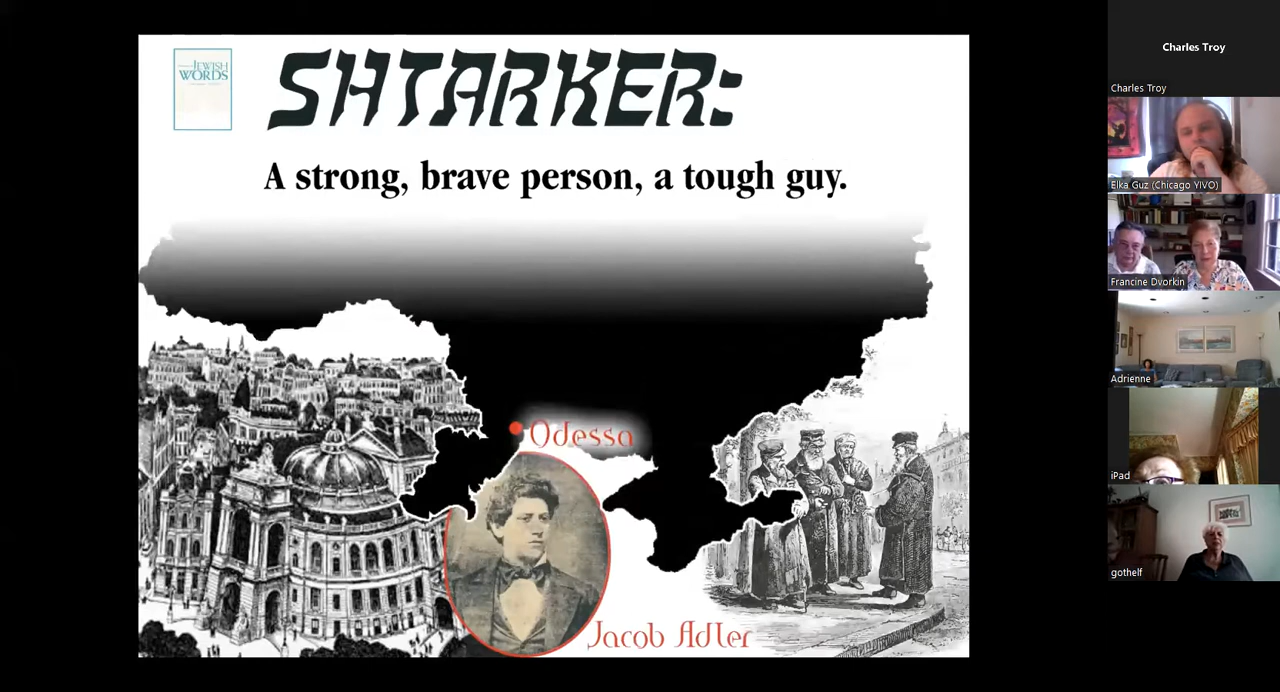 JEWISH
WORDS
SHTARKER:
A strong, brave person, a tough guy.
Odessa
Jacob Adler
Charles Troy
Charles Troy
Elka Guz (Chicago YIVO)
Francine Dvorkin
Adrienne
iPad
gothelf